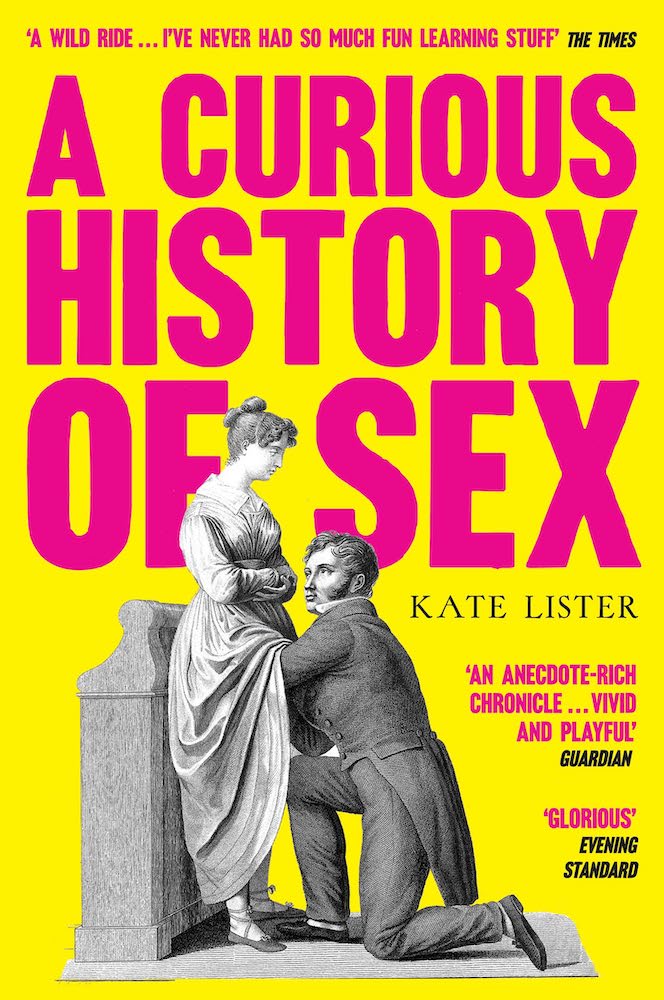 ‘A WILD RIDE ... I’VE NEVER HAD SO MUCH FUN LEARNING STUFF’ THE TIMES
A CURIOUS
HISTORY
OF SEX
KATE LISTER
‘AN ANECDOTE-RICH
CHRONICLE ... VIVID
AND PLAYFUL’
GUARDIAN
‘GLORIOUS’
EVENING
STANDARD